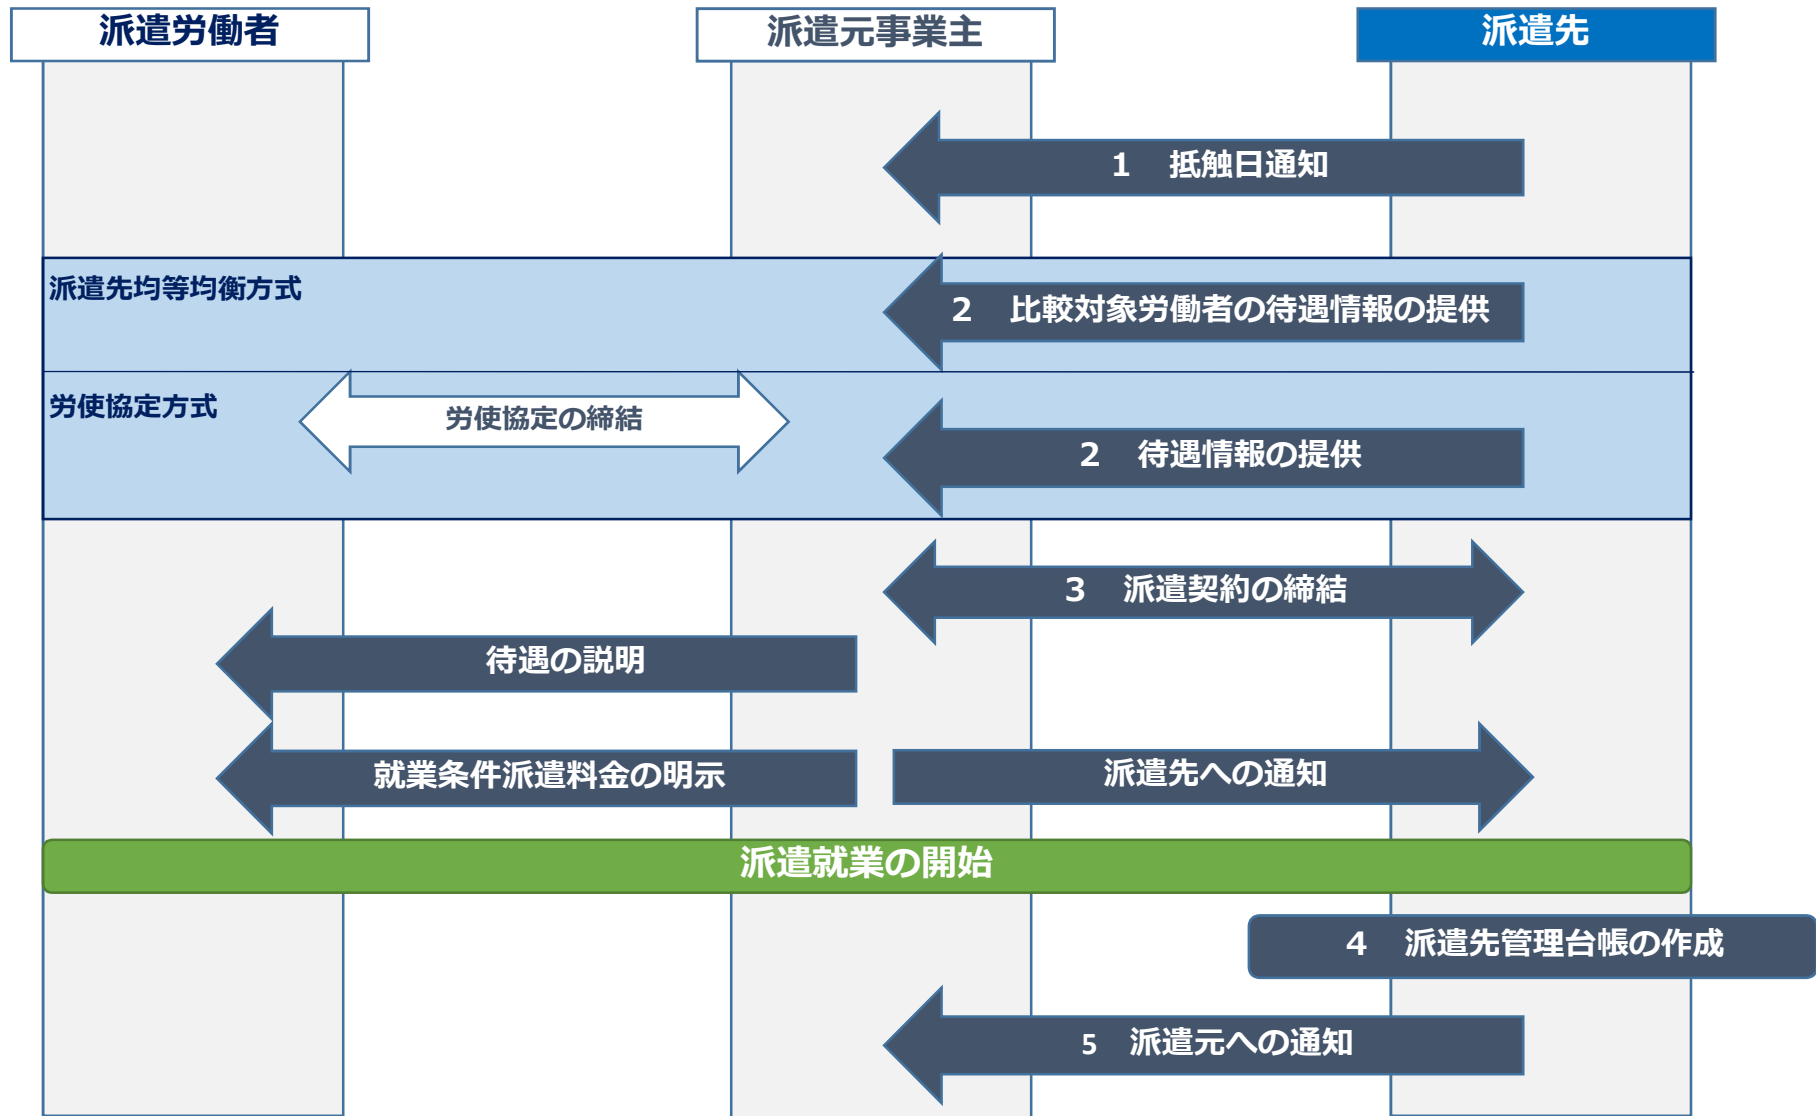 派遣労働者
派遣元事業主
派遣先
1 抵触日通知
派遣先均等均衡方式
2 比較対象労働者の待遇情報の提供
労使協定方式
労使協定の締結
2 待遇情報の提供
3 派遣契約の締結
待遇の説明
就業条件派遣料金の明示
派遣先への通知
派遣就業の開始
4 派遣先管理台帳の作成
5 派遣元への通知